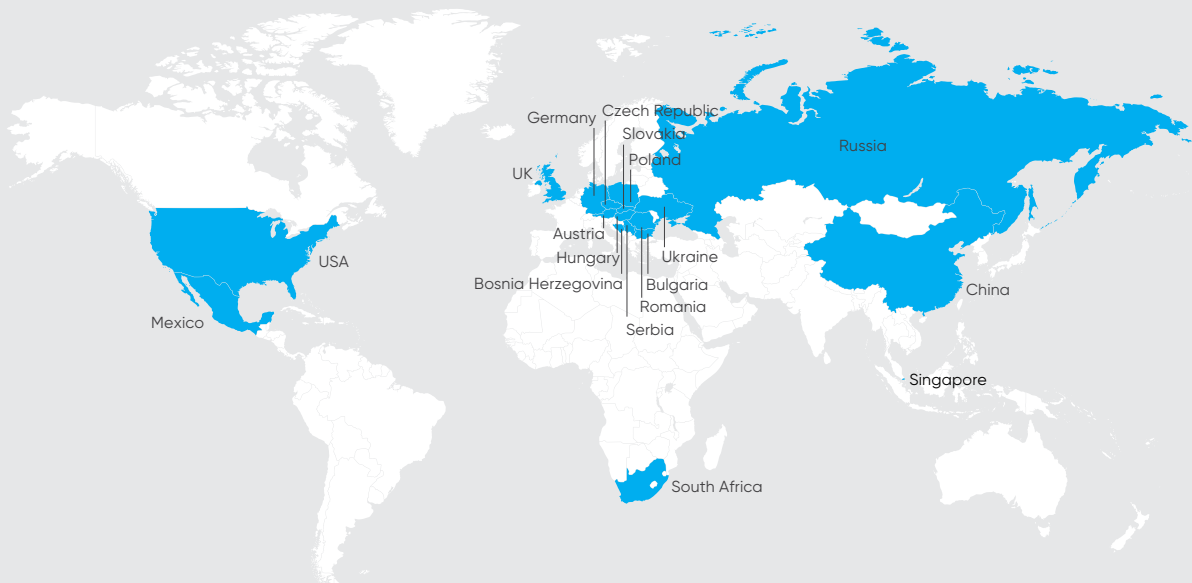 Czech Republic
Germany
Slovakia
Russia
Poland
UK
Austria
Ukraine
Hungary
USA
Bosnia Herzegovina
Bulgaria
China
Romania
Mexico
Serbia
Singapore
South Africa